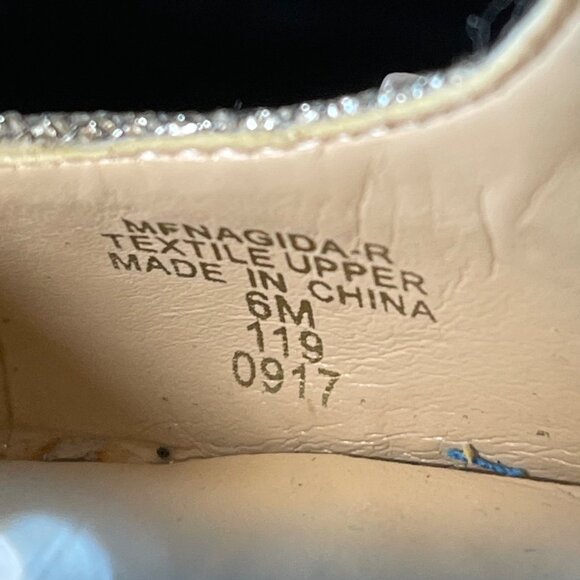 MFNAGIDA-R
TEXTILE UPPER
MADE IN CHINA
6M
119
0917